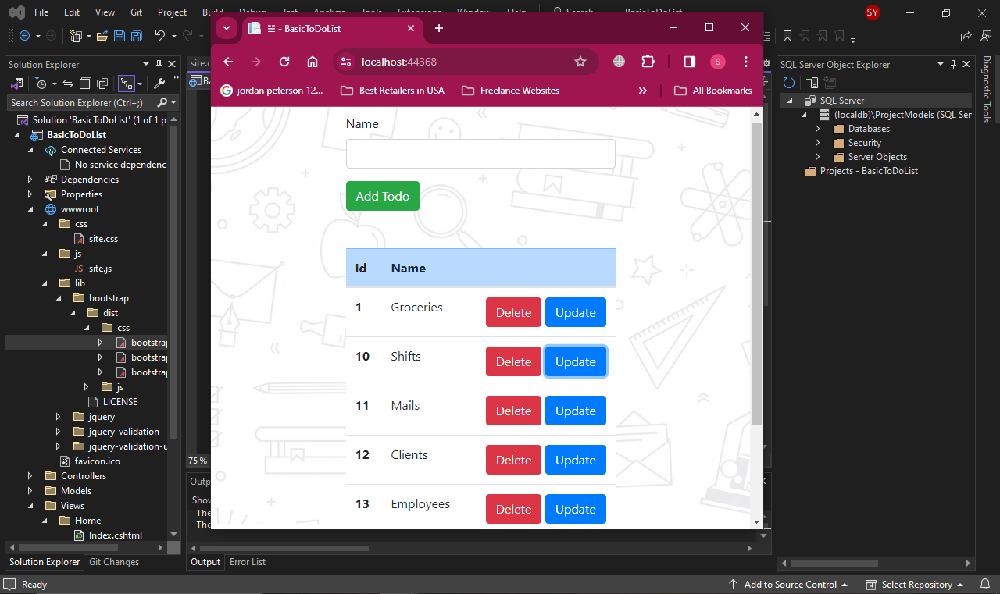 File Edit View Git Project
SY
☰ - BasicToDoList
localhost:44368
S
jordan peterson 12... Best Retailers in USA Freelance Websites » All Bookmarks
Solution Explorer
Search Solution Explorer (Ctrl+;)
Solution 'BasicToDoList' (1 of 1 p
BasicToDoList
Connected Services
No service dependenc
Dependencies
Properties
wwwroot
css
site.css
js
JS site.js
lib
bootstrap
dist
css
bootstrap
bootstrap
bootstrap
js
LICENSE
jquery
jquery-validation
jquery-validation-u
favicon.ico
Controllers
Models
Views
Home
Index.cshtml
Solution Explorer Git Changes
site.c
Ba
75 %
Outpu
Show
The
The
Output Error List
Name
Add Todo
Id Name
1 Groceries Delete Update
10 Shifts Delete Update
11 Mails Delete Update
12 Clients Delete Update
13 Employees Delete Update
SQL Server Object Explorer
SQL Server
(localdb)\ProjectModels (SQL Ser
Databases
Security
Server Objects
Projects - BasicToDoList
Diagnostic Tools
Ready Add to Source Control Select Repository